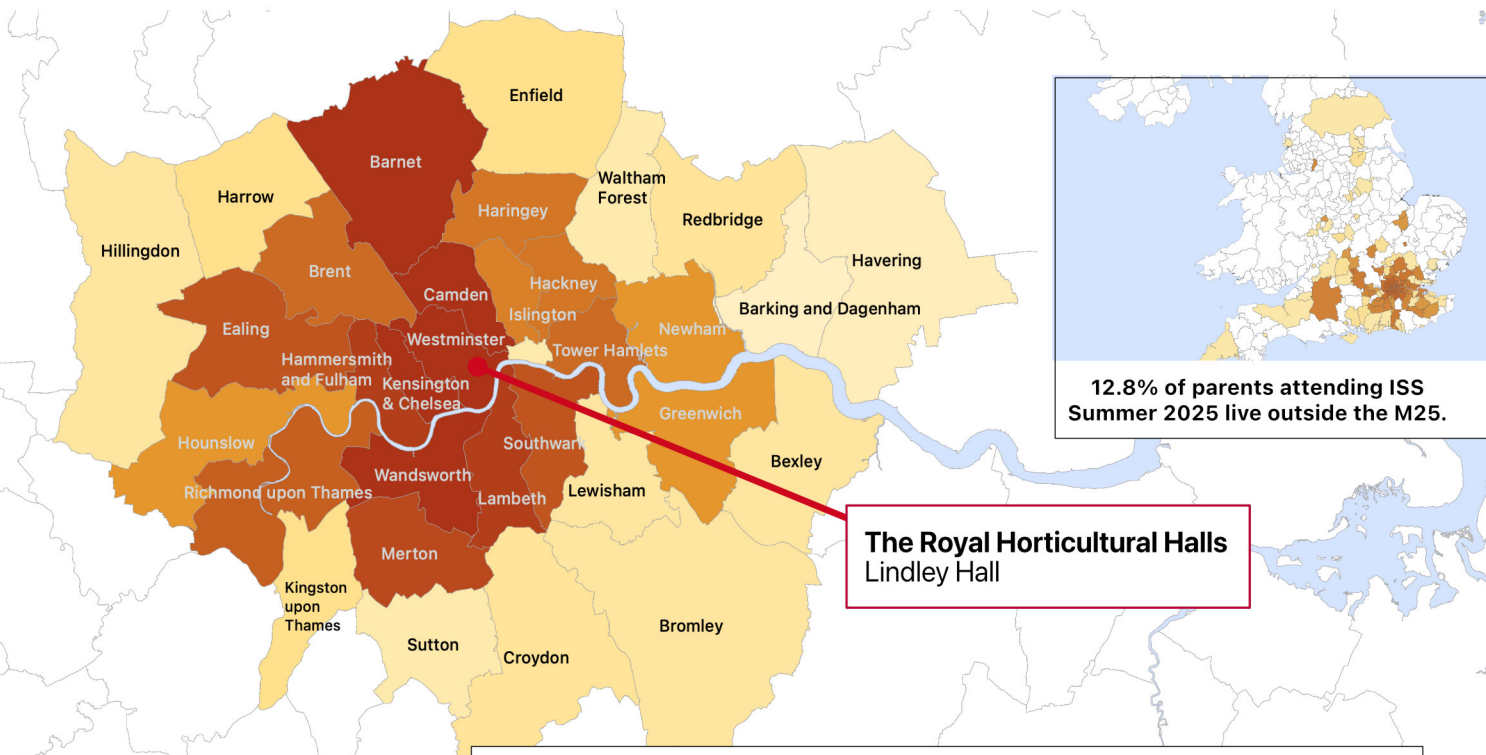 Enfield
Barnet
Waltham
Forest
Harrow
Haringey
Redbridge
Hillingdon
Havering
Brent
Hackney
Camden
Barking and Dagenham
Islington
Ealing
Newham
Westminster
Tower Hamlets
Hammersmith
and Fulham
Kensington
& Chelsea
Greenwich
Hounslow
Southwark
Bexley
Wandsworth
Richmond upon Thames
Lewisham
Lambeth
Merton
Kingston
upon
Thames
Bromley
Sutton
Croydon
The Royal Horticultural Halls
Lindley Hall
12.8% of parents attending ISS
Summer 2025 live outside the M25.